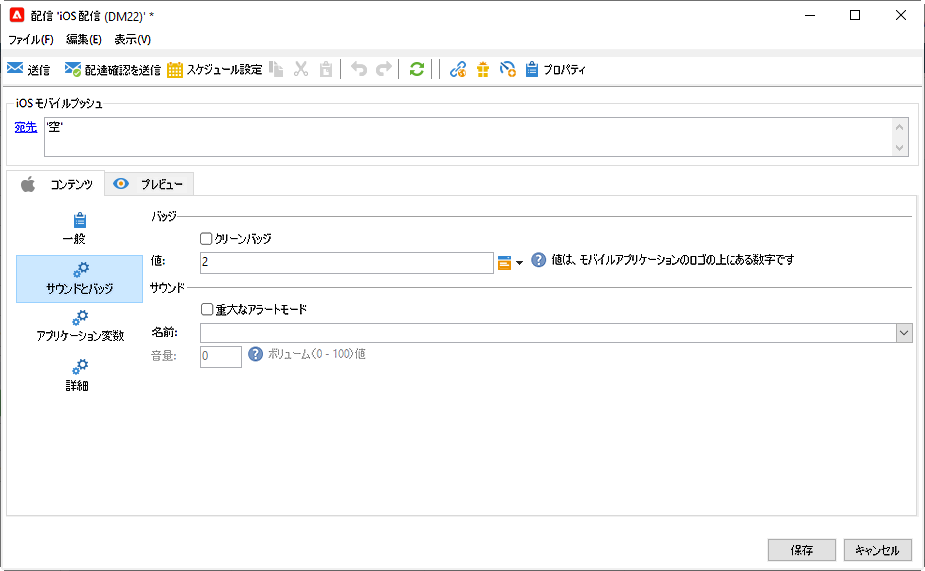 配信 'iOS 配信 (DM22)' *
ファイル(F) 編集(E) 表示(V)
送信 配達確認を送信 スケジュール設定 プロパティ
iOS モバイルプッシュ
宛先 '空'
コンテンツ プレビュー
一般
サウンドとバッジ
アプリケーション変数
詳細
バッジ
クリーンバッジ
値: 2 値は、モバイルアプリケーションのロゴの上にある数字です
サウンド
重大なアラートモード
名前:
音量: 0 ボリューム(0 - 100)値
保存 キャンセル